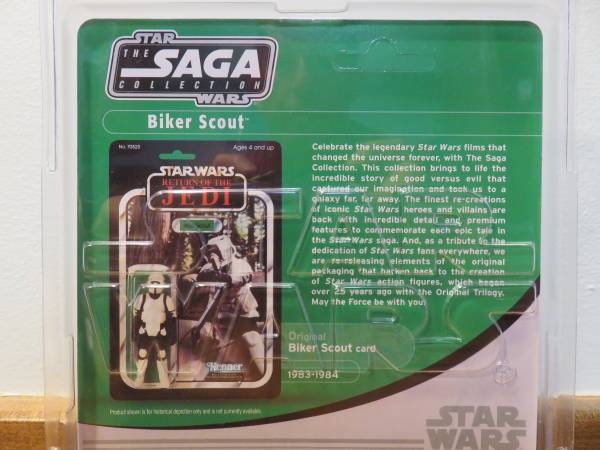 STAR
THE
SAGA
COLLECTION
WARS
Biker Scout™
No. 70820
Ages 4 and up
STAR WARS
RETURN OF THE
JEDI
Kenner
Celebrate the legendary Star Wars films that
changed the universe forever, with The Saga
Collection. This collection brings to life the
incredible story of good versus evil that
captured our imagination and took us to a
galaxy far, far away. The finest re-creations
of iconic Star Wars heroes and villains are
back with incredible detail and premium
features to commemorate each epic tale in
the Star Wars saga. And, as a tribute to the
dedication of Star Wars fans everywhere, we
are re-releasing elements of the original
packaging that harken back to the creation
of Star Wars action figures, which began
over 25 years ago with the Original Trilogy.
May the Force be with you.
Original
Biker Scout card
1983-1984
Product shown is for historical depiction only and is not currently available.
STAR
WARS
STAR
WARS